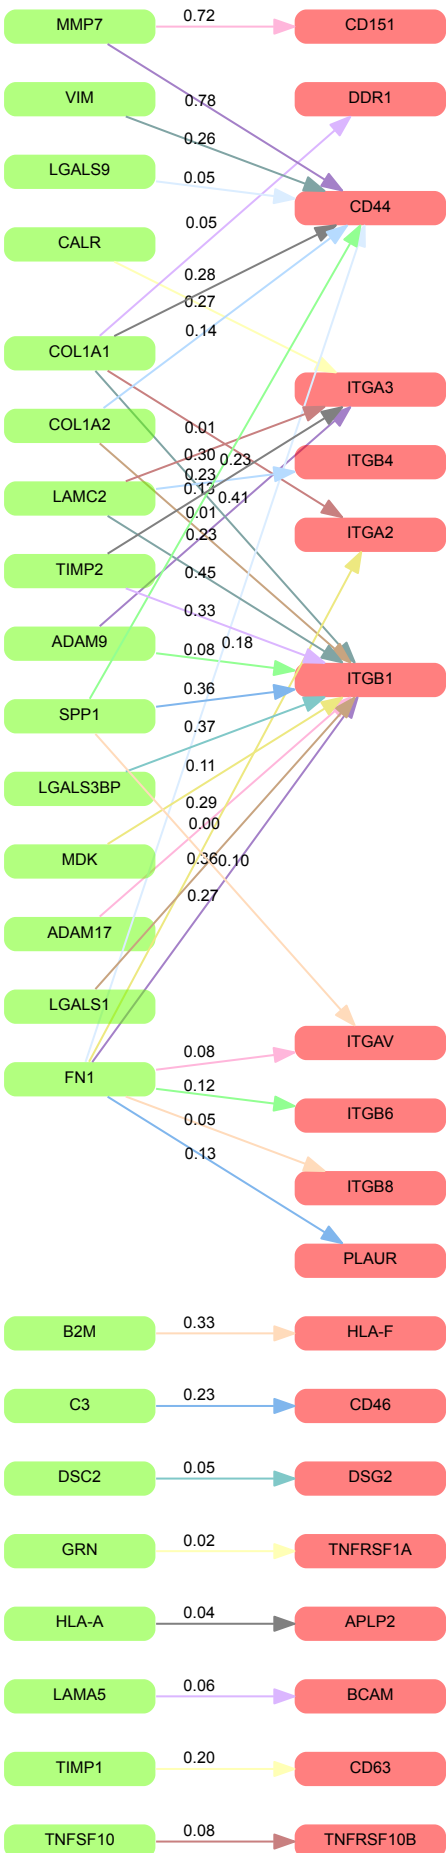 MMP7 0.72 CD151
VIM 0.78 DDR1
0.26
LGALS9 0.05 CD44
CALR 0.05
0.28
0.27
0.14
COL1A1 ITGA3
COL1A2 0.01
0.30 0.23 ITGB4
0.23
LAMC2 0.13 0.41
0.01 ITGA2
0.23
TIMP2 0.45
0.33
ADAM9 0.08 0.18 ITGB1
0.36
SPP1 0.37
LGALS3BP 0.11
0.29
0.00
MDK 0.36 0.10
0.27
ADAM17
LGALS1 ITGAV
0.08
FN1 0.12 ITGB6
0.05
0.13 ITGB8
PLAUR
B2M 0.33 HLA-F
C3 0.23 CD46
DSC2 0.05 DSG2
GRN 0.02 TNFRSF1A
HLA-A 0.04 APLP2
LAMA5 0.06 BCAM
TIMP1 0.20 CD63
TNFSF10 0.08 TNFRSF10B